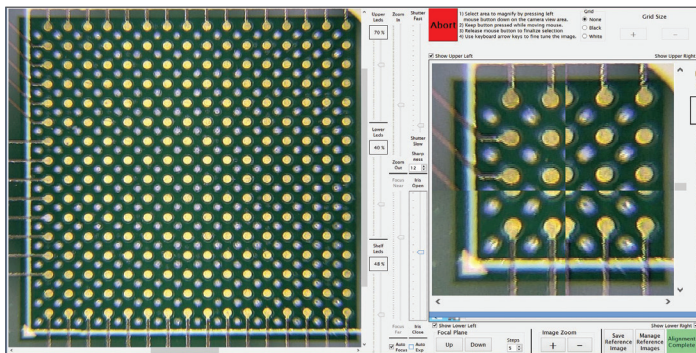 Upper
Leds
70 %
Lower
Leds
40 %
Shelf
Leds
48 %
Zoom
In
Zoom
Out
Focus
Near
Focus
Far
Auto
Focus
Shutter
Fast
Shutter
Slow
Sharp
ness
12
Iris
Open
Iris
Close
Auto
Exp
Abort
1) Select area to magnify by pressing left
mouse button down on the camera view area.
2) Keep button pressed while moving mouse.
3) Release mouse button to finalize selection
4) Use keyboard arrow keys to fine tune the image.
Grid
None
Black
White
Grid Size
+ −
Show Upper Left
Show Upper Right
Show Lower Left
Show Lower Right
Focal Plane
Up
Down
Steps
5
Image Zoom
+ −
Save
Reference
Image
Manage
Reference
Images
Alignment
Complete